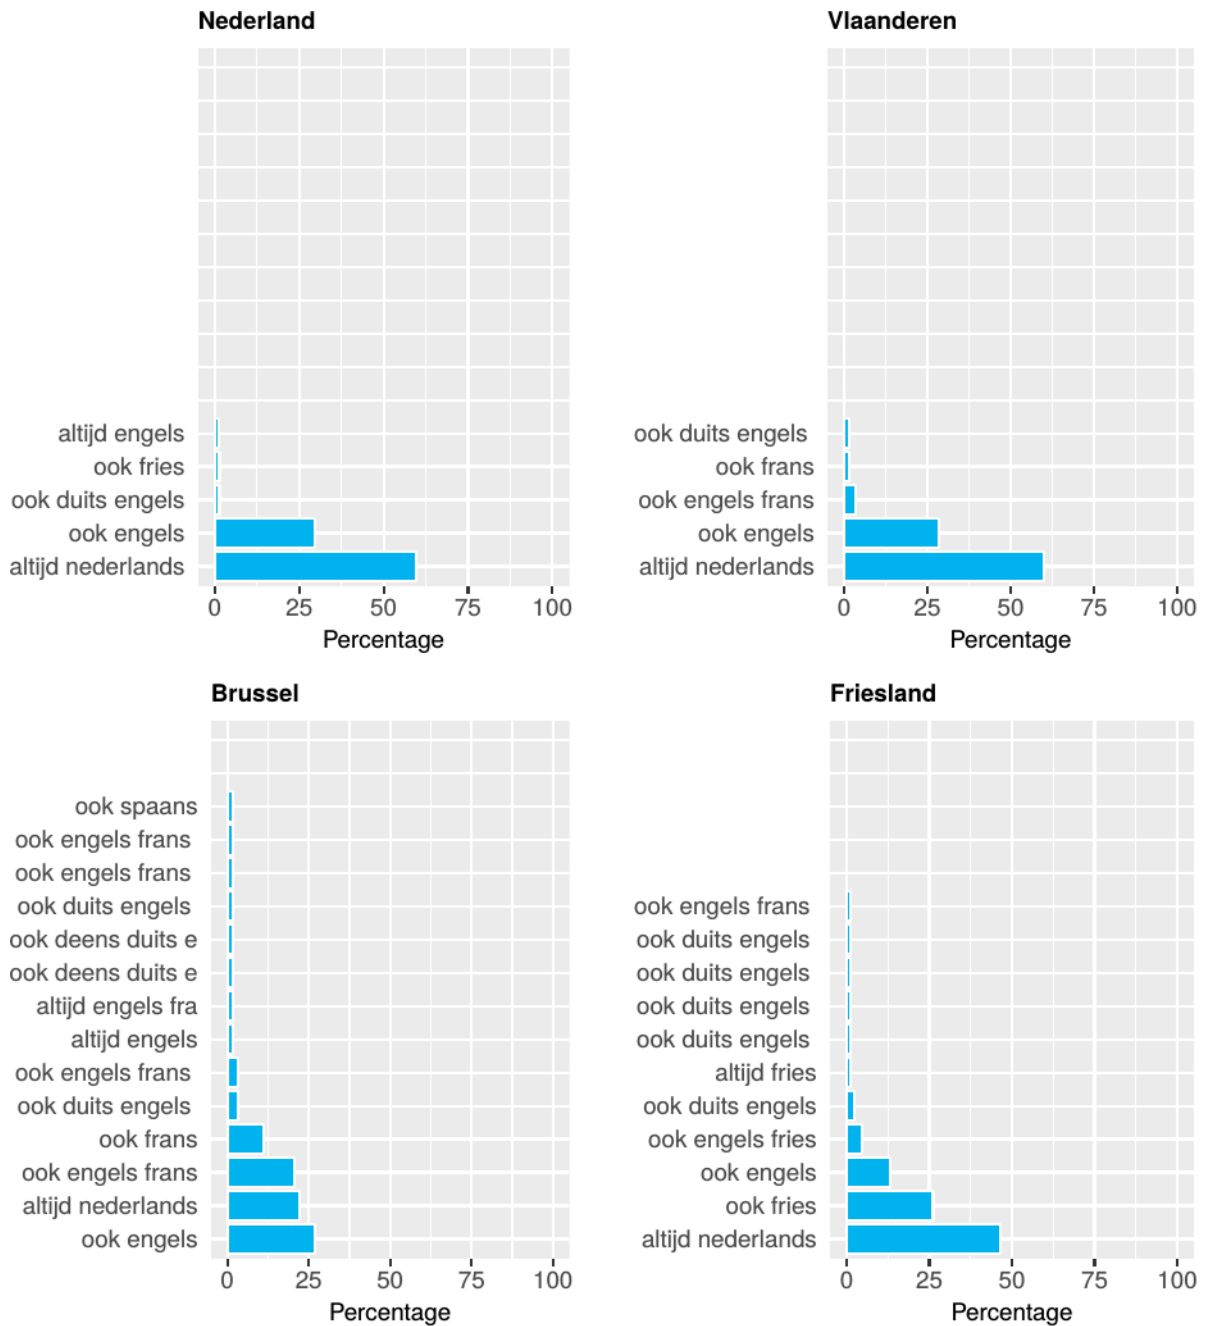 Nederland
altijd engels
ook fries
ook duits engels
ook engels
altijd nederlands
0 25 50 75 100
Percentage
Vlaanderen
ook duits engels
ook frans
ook engels frans
ook engels
altijd nederlands
0 25 50 75 100
Percentage
Brussel
ook spaans
ook engels frans
ook engels frans
ook duits engels
ook deens duits e
ook deens duits e
altijd engels fra
altijd engels
ook engels frans
ook duits engels
ook frans
ook engels frans
altijd nederlands
ook engels
0 25 50 75 100
Percentage
Friesland
ook engels frans
ook duits engels
ook duits engels
ook duits engels
ook duits engels
altijd fries
ook duits engels
ook engels fries
ook engels
ook fries
altijd nederlands
0 25 50 75 100
Percentage